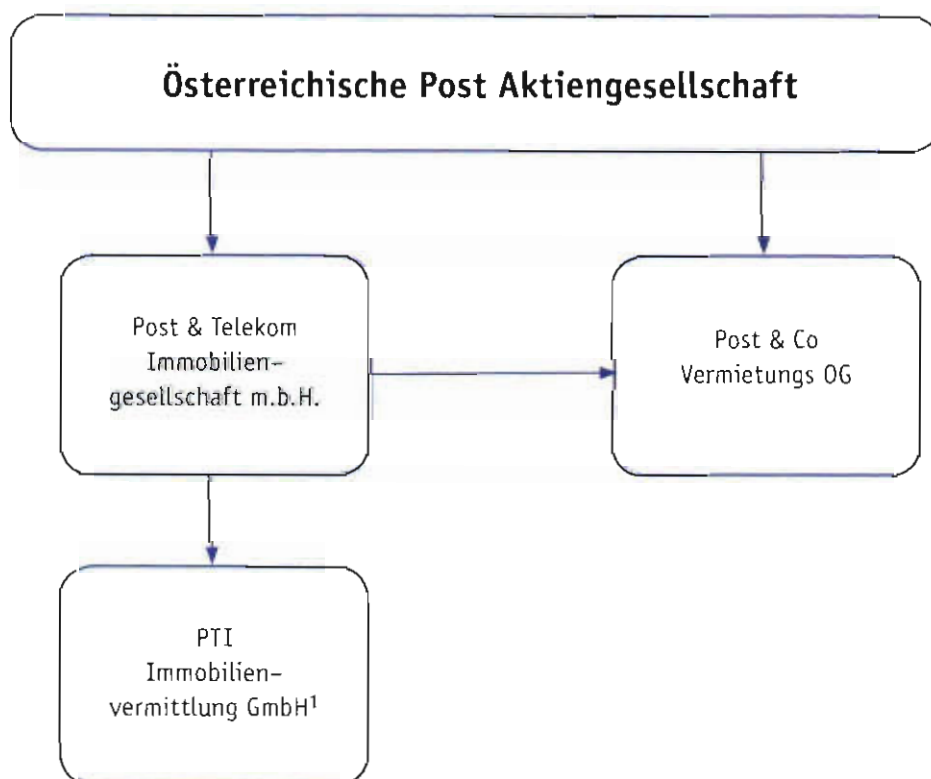 Österreichische Post Aktiengesellschaft
Post & Telekom
Immobilien-
gesellschaft m.b.H.
Post & Co
Vermietungs OG
PTI
Immobilien-
vermittlung GmbH¹